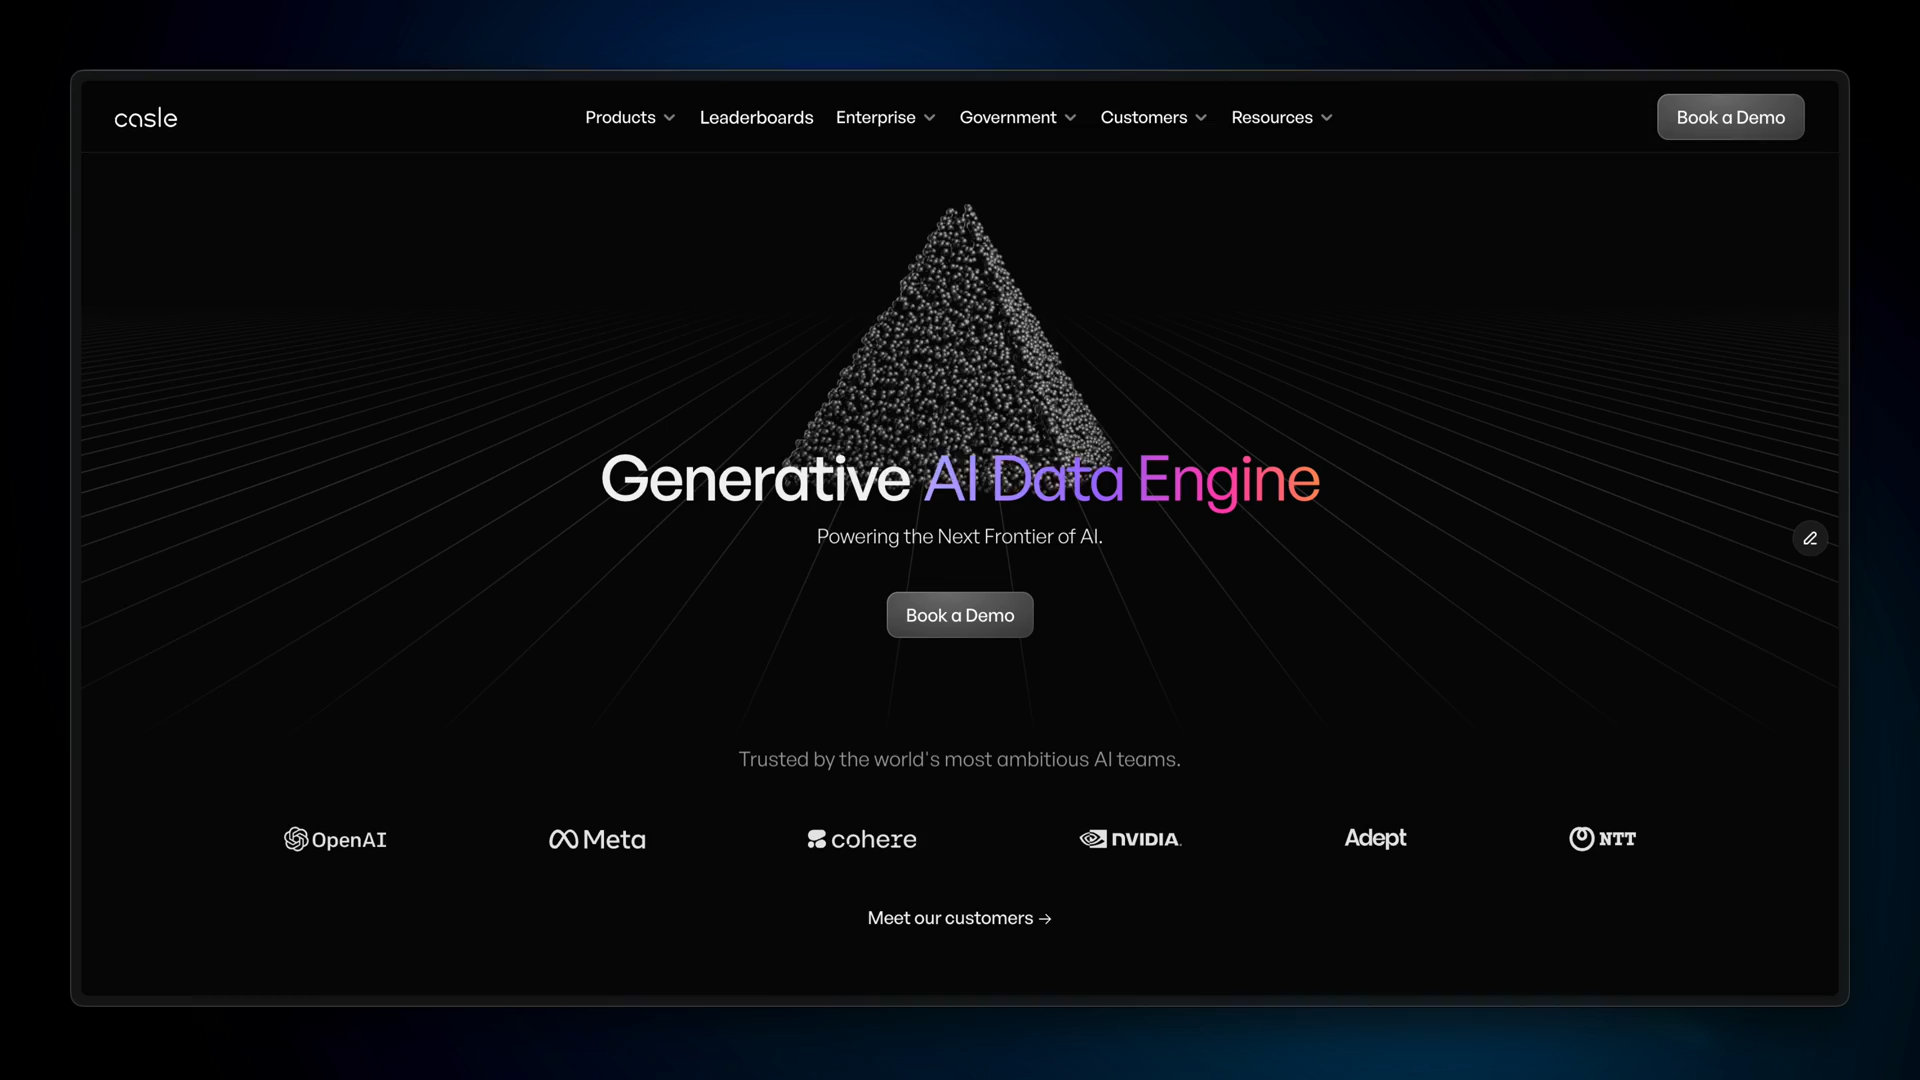 casle
Products
Leaderboards
Enterprise
Government
Customers
Resources
Book a Demo
Generative AI Data Engine
Powering the Next Frontier of AI.
Book a Demo
Trusted by the world's most ambitious AI teams.
OpenAI
Meta
cohere
NVIDIA.
Adept
NTT
Meet our customers →